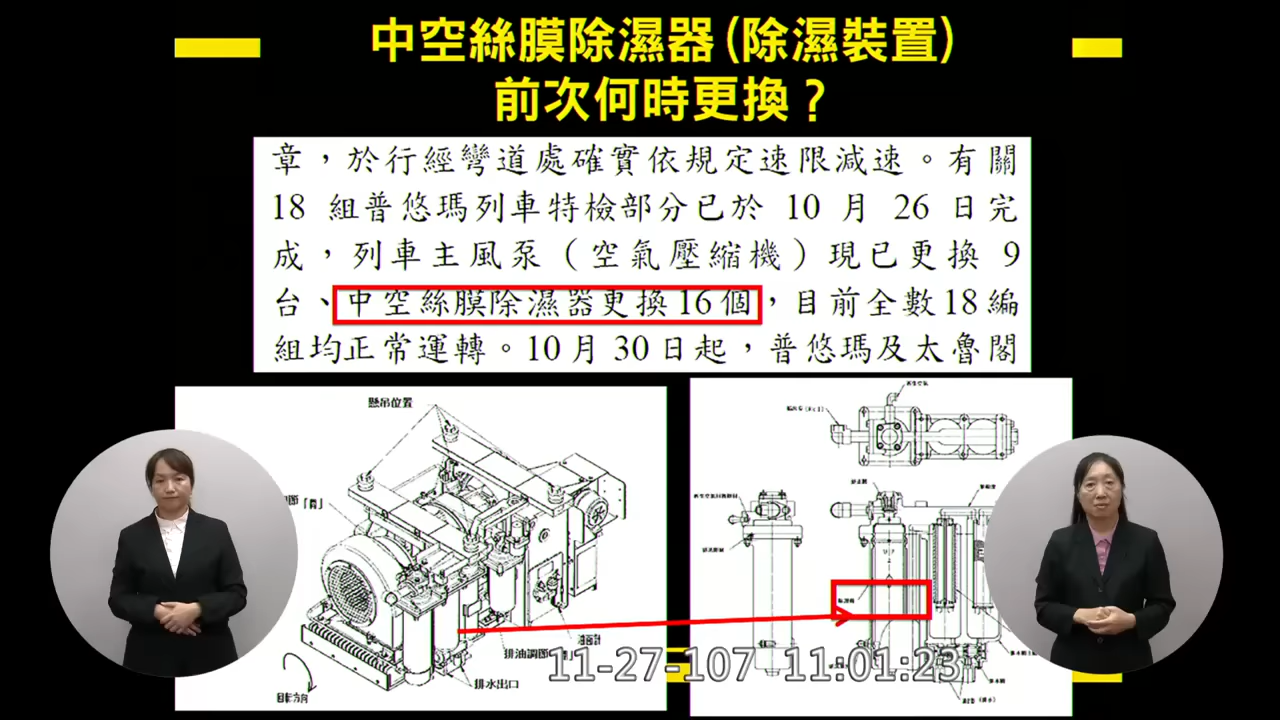 中空絲膜除濕器(除濕裝置)
前次何時更換？
章，於行經彎道處確實依規定速限減速。有關
18 組普悠瑪列車特檢部分已於 10 月 26 日完
成，列車主風泵（空氣壓縮機）現已更換 9
台、中空絲膜除濕器更換16個，目前全數18編
組均正常運轉。10月30日起，普悠瑪及太魯閣
懸吊位置
排水出口
11-27-107 11:01:23